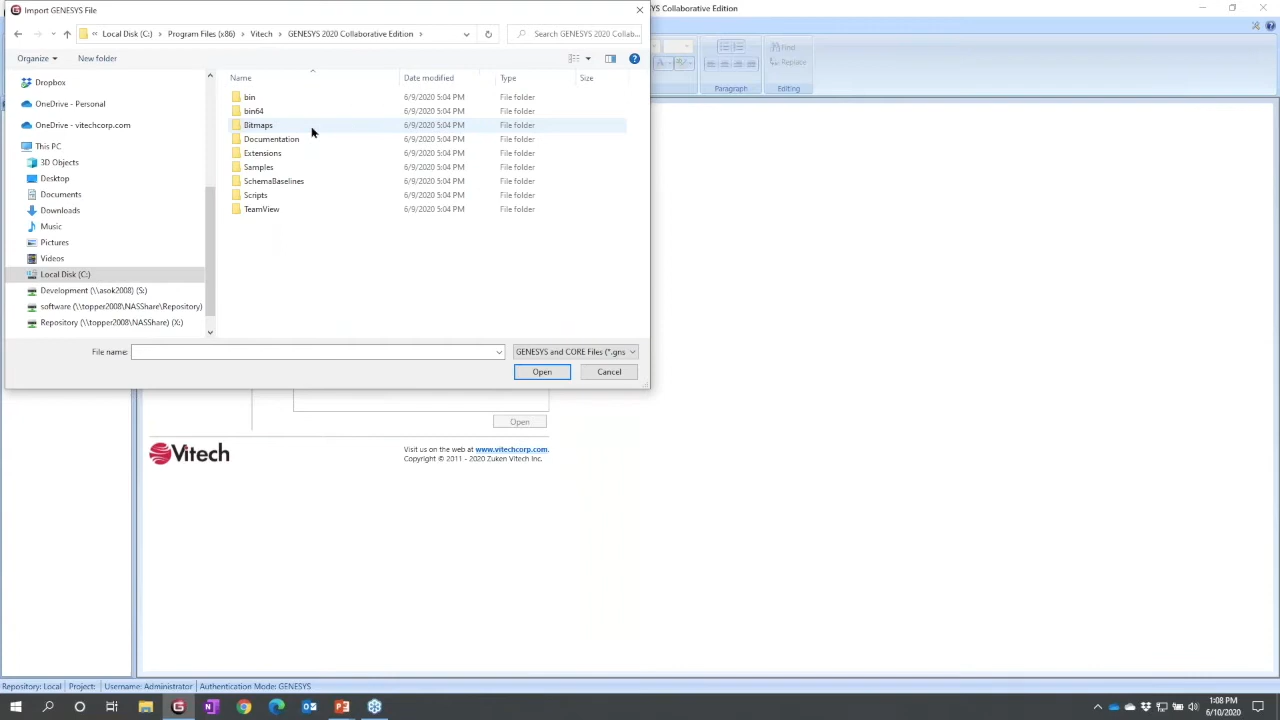 Import GENESYS File
SYS Collaborative Edition
« Local Disk (C:) > Program Files (x86) > Vitech > GENESYS 2020 Collaborative Edition >
Search GENESYS 2020 Collab...
Organize
New folder
Find
Replace
Paragraph
Editing
Name
Date modified
Type
Size
Dropbox
OneDrive - Personal
OneDrive - vitechcorp.com
This PC
3D Objects
Desktop
Documents
Downloads
Music
Pictures
Videos
Local Disk (C:)
Development (\\asok2008) (S:)
software (\\topper2008\NASShare\Repository)
Repository (\\topper2008\NASShare) (X:)
bin 6/9/2020 5:04 PM File folder
bin64 6/9/2020 5:04 PM File folder
Bitmaps 6/9/2020 5:04 PM File folder
Documentation 6/9/2020 5:04 PM File folder
Extensions 6/9/2020 5:04 PM File folder
Samples 6/9/2020 5:04 PM File folder
SchemaBaselines 6/9/2020 5:04 PM File folder
Scripts 6/9/2020 5:04 PM File folder
TeamView 6/9/2020 5:04 PM File folder
File name:
GENESYS and CORE Files (*.gns
Open
Cancel
Open
Vitech
Visit us on the web at www.vitechcorp.com.
Copyright © 2011 - 2020 Zuken Vitech Inc.
Repository: Local Project: Username: Administrator Authentication Mode: GENESYS
1:08 PM
6/10/2020